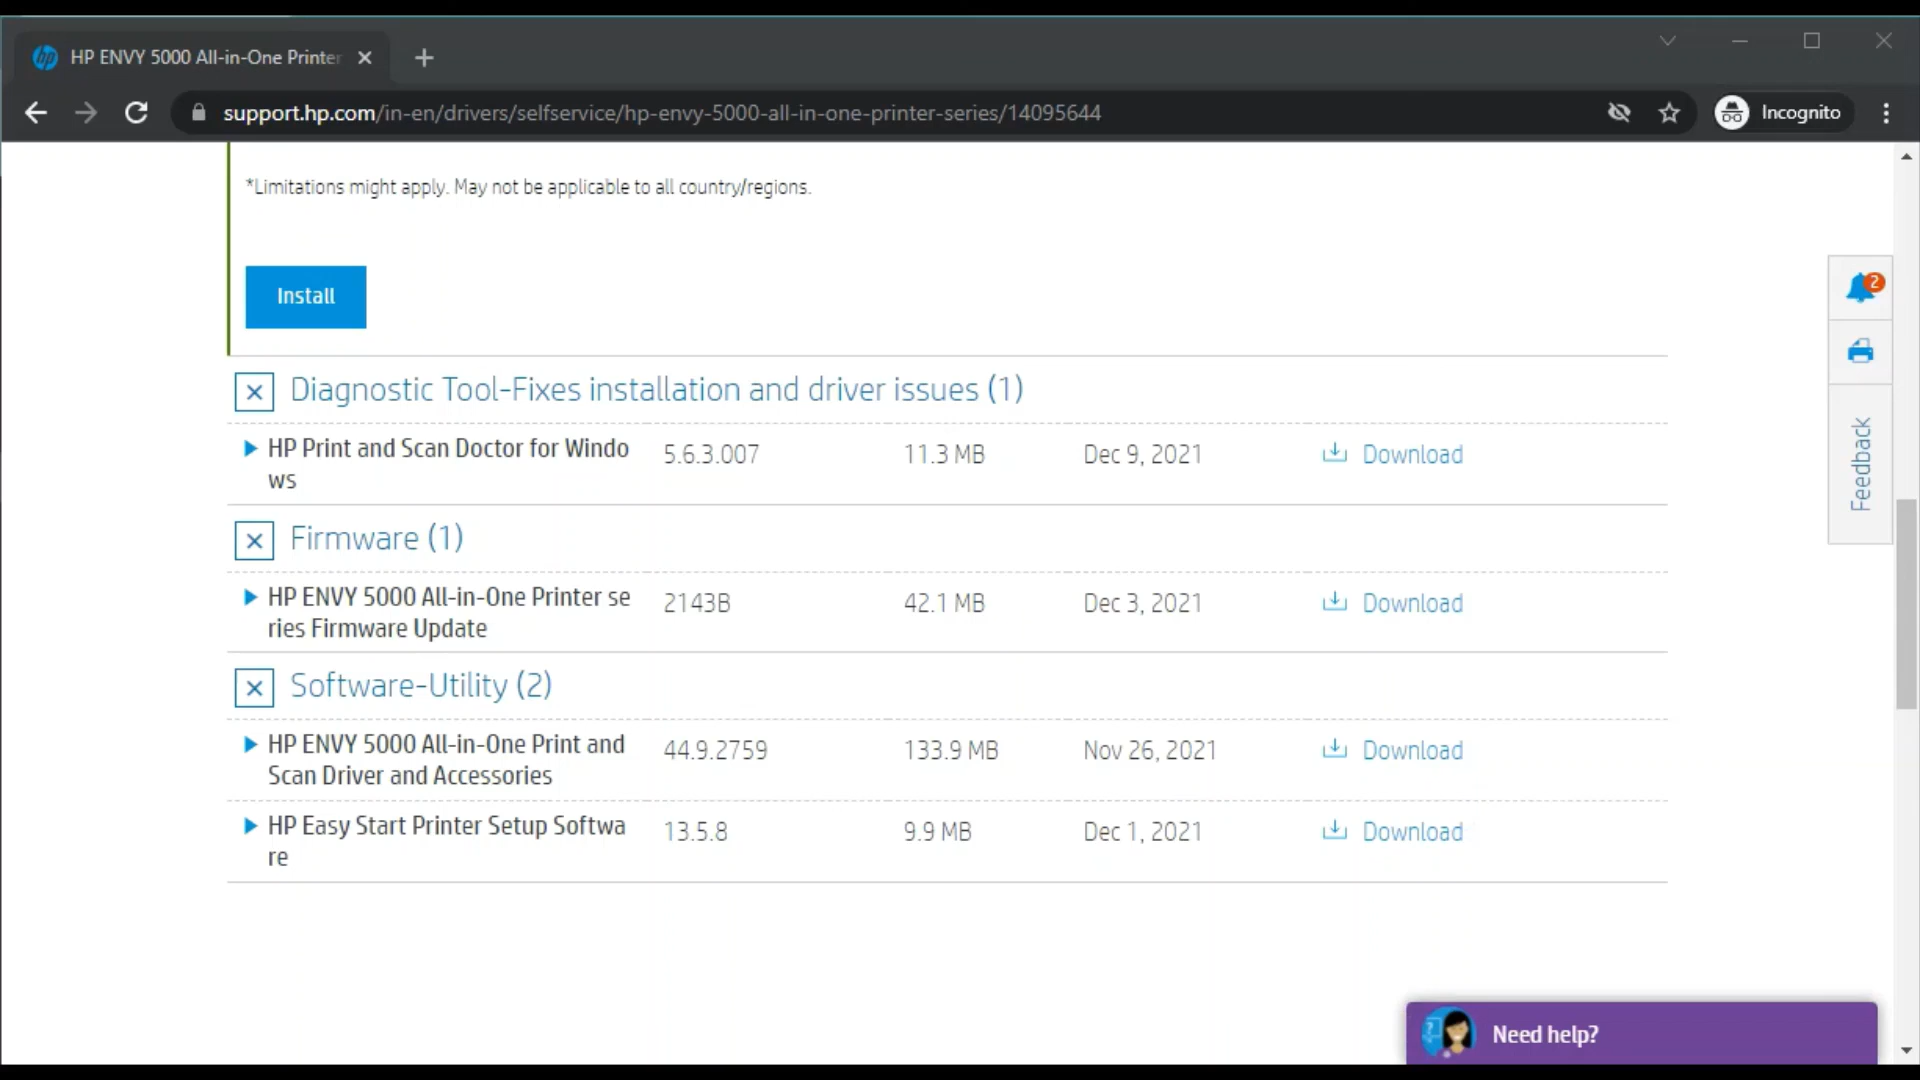 HP ENVY 5000 All-in-One Printer
support.hp.com/in-en/drivers/selfservice/hp-envy-5000-all-in-one-printer-series/14095644
Incognito
*Limitations might apply. May not be applicable to all country/regions.
Install
2
Feedback
Diagnostic Tool-Fixes installation and driver issues (1)
HP Print and Scan Doctor for Windo
ws
5.6.3.007
11.3 MB
Dec 9, 2021
Download
Firmware (1)
HP ENVY 5000 All-in-One Printer se
ries Firmware Update
2143B
42.1 MB
Dec 3, 2021
Download
Software-Utility (2)
HP ENVY 5000 All-in-One Print and
Scan Driver and Accessories
44.9.2759
133.9 MB
Nov 26, 2021
Download
HP Easy Start Printer Setup Softwa
re
13.5.8
9.9 MB
Dec 1, 2021
Download
Need help?